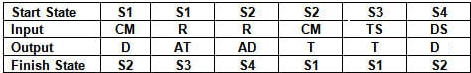 Start State S1 S1 S2 S2 S3 S4
Input CM R R CM TS DS
Output D AT AD T T D
Finish State S2 S3 S4 S1 S1 S2